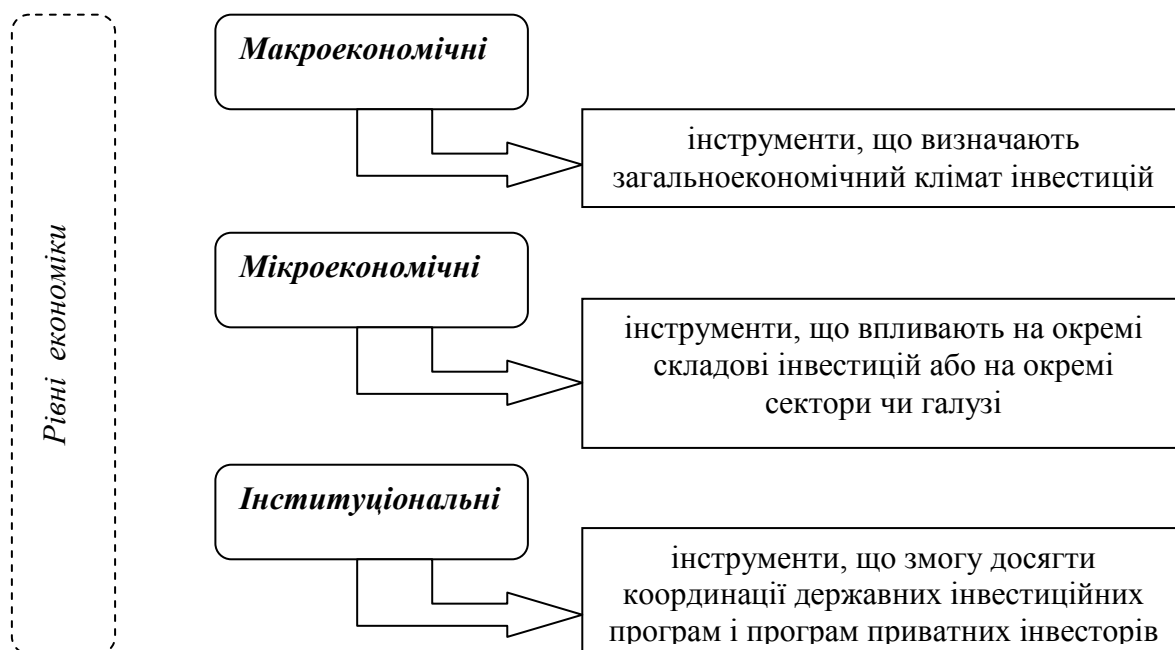 Рівні економіки
Макроекономічні
інструменти, що визначають
загальноекономічний клімат інвестицій
Мікроекономічні
інструменти, що впливають на окремі
складові інвестицій або на окремі
сектори чи галузі
Інституціональні
інструменти, що змогу досягти
координації державних інвестиційних
програм і програм приватних інвесторів